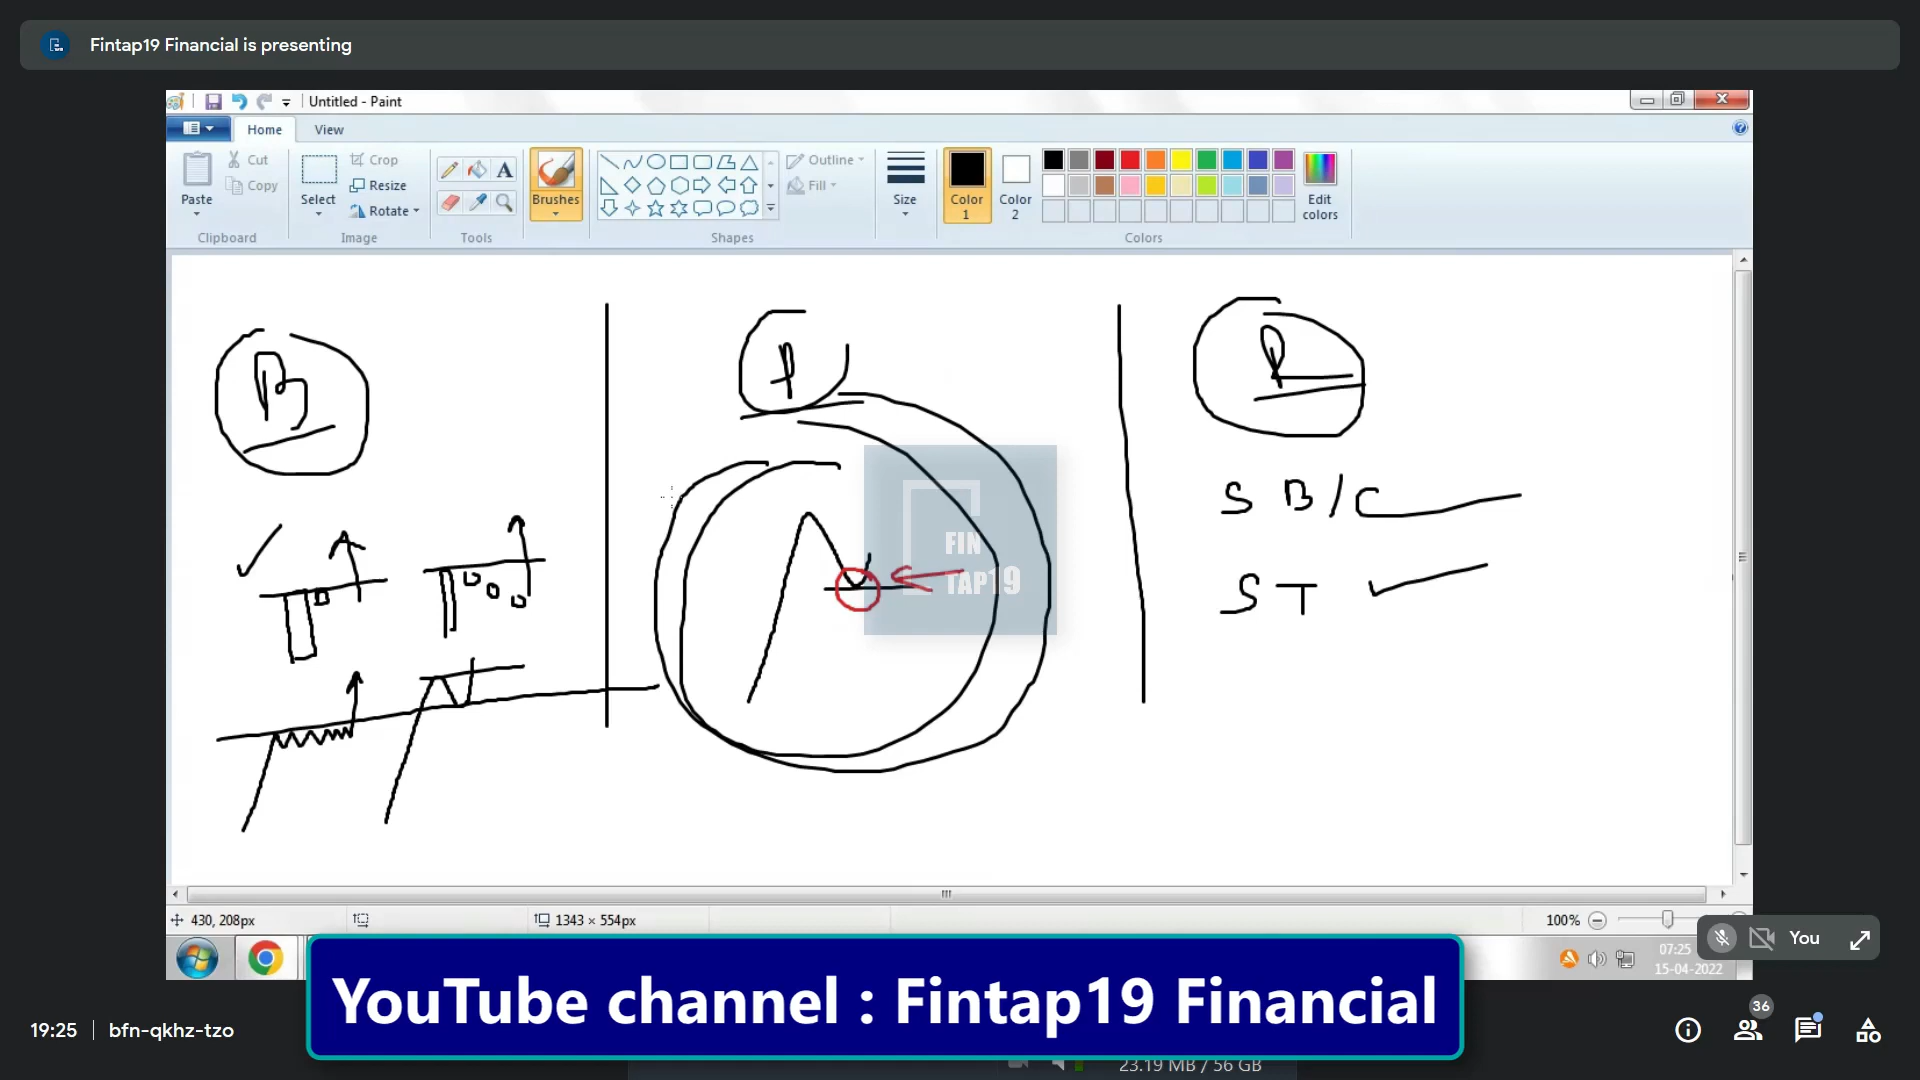 Fintap19 Financial is presenting
Untitled - Paint
Home View
Cut
Copy
Paste
Clipboard
Select
Crop
Resize
Rotate
Image
A
Tools
Brushes
Outline
Fill
Shapes
Size
Color 1
Color 2
Edit colors
Colors
B
P
R
S B/C
S T
FIN
TAP19
430, 208px
1343 × 554px
100%
07:25
15-04-2022
You
YouTube channel : Fintap19 Financial
19:25 | bfn-qkhz-tzo
36
23.19 MB / 56 GB